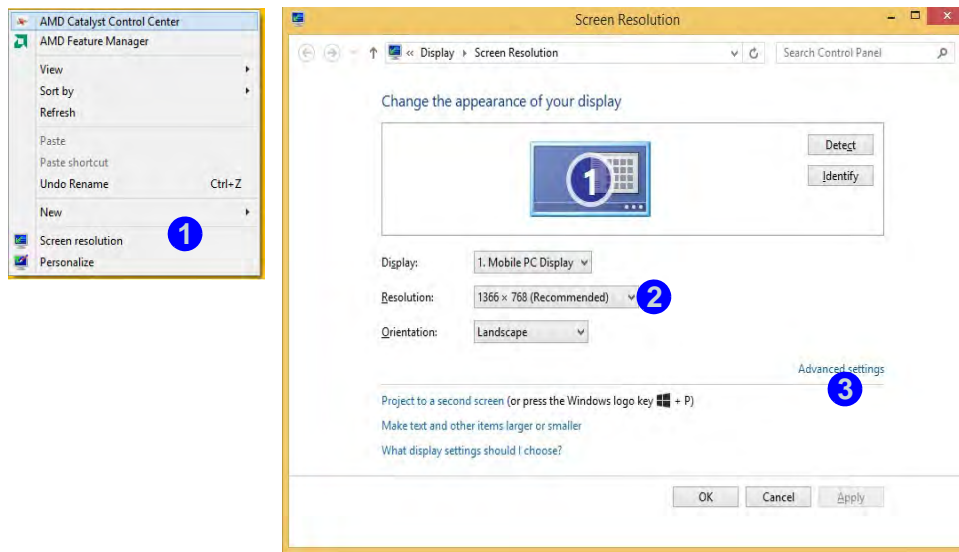 AMD Catalyst Control Center
AMD Feature Manager
View
Sort by
Refresh
Paste
Paste shortcut
Undo Rename Ctrl+Z
New
1
Screen resolution
Personalize
Screen Resolution
« Display Screen Resolution
Search Control Panel
Change the appearance of your display
1
Detect
Identify
Display: 1. Mobile PC Display
Resolution: 1366 × 768 (Recommended) 2
Orientation: Landscape
Advanced settings
3
Project to a second screen (or press the Windows logo key + P)
Make text and other items larger or smaller
What display settings should I choose?
OK Cancel Apply